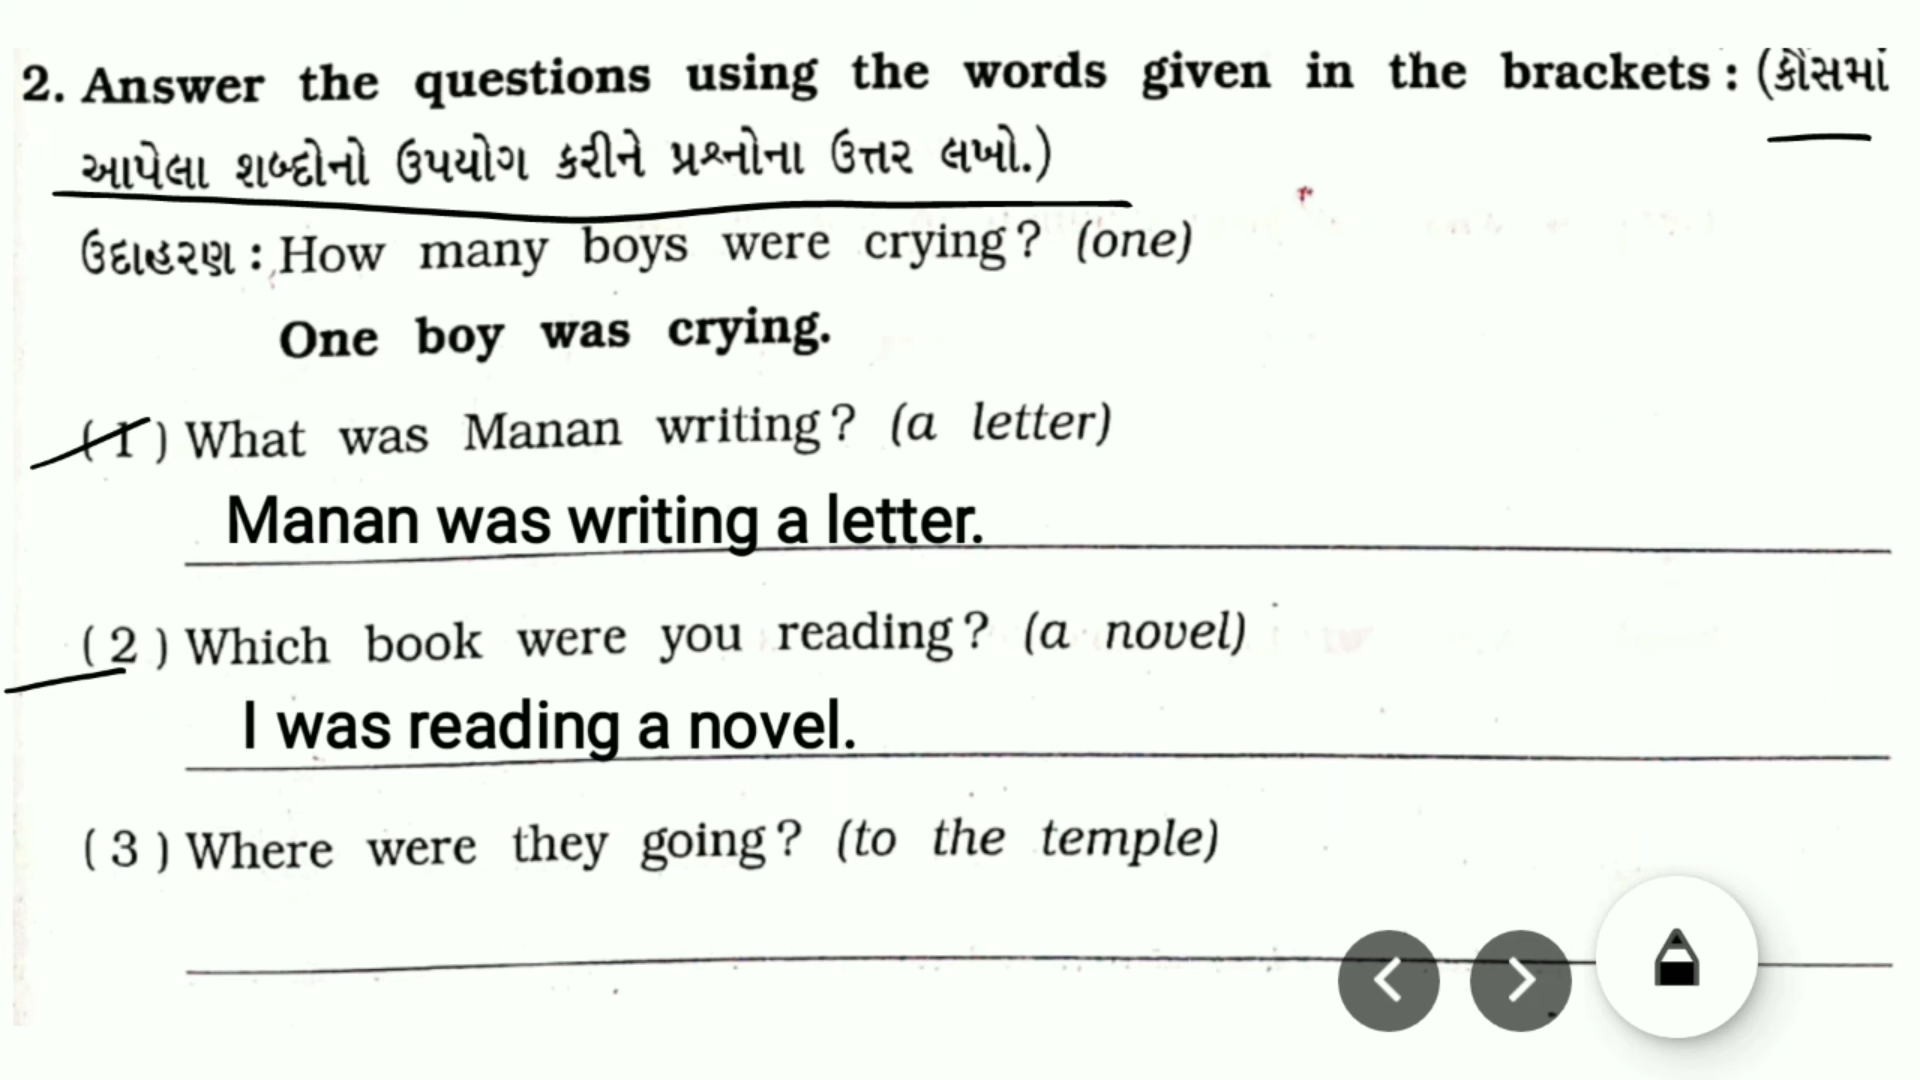 2. Answer the questions using the words given in the brackets : (કૌંસમાં
આપેલા શબ્દોનો ઉપયોગ કરીને પ્રશ્નોના ઉત્તર લખો.)
ઉદાહરણ : How many boys were crying? (one)
One boy was crying.
(1) What was Manan writing? (a letter)
Manan was writing a letter.
(2) Which book were you reading? (a novel)
I was reading a novel.
(3) Where were they going? (to the temple)